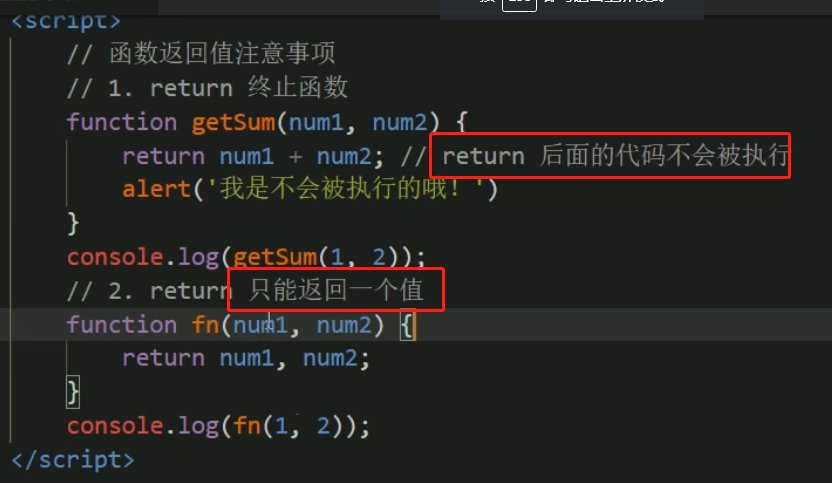 <script>
// 函数返回值注意事项
// 1. return 终止函数
function getSum(num1, num2) {
return num1 + num2; // return 后面的代码不会被执行
alert('我是不会被执行的哦！')
}
console.log(getSum(1, 2));
// 2. return 只能返回一个值
function fn(num1, num2) {
return num1, num2;
}
console.log(fn(1, 2));
</script>